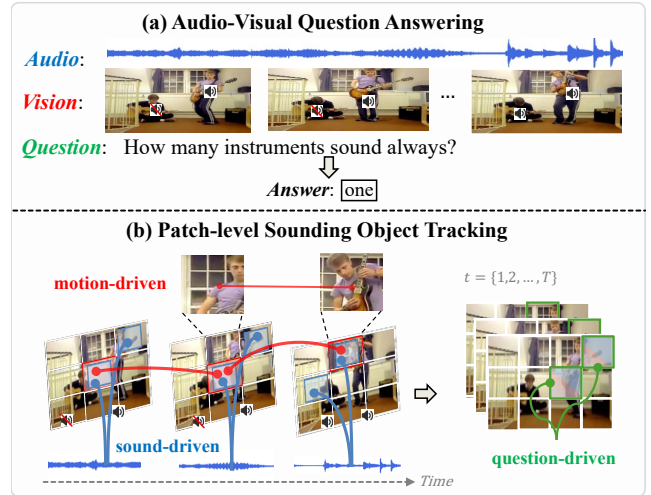 (a) Audio-Visual Question Answering
Audio:
Vision:
...
Question: How many instruments sound always?
Answer: one
(b) Patch-level Sounding Object Tracking
motion-driven
t = {1,2, ..., T}
sound-driven
question-driven
Time